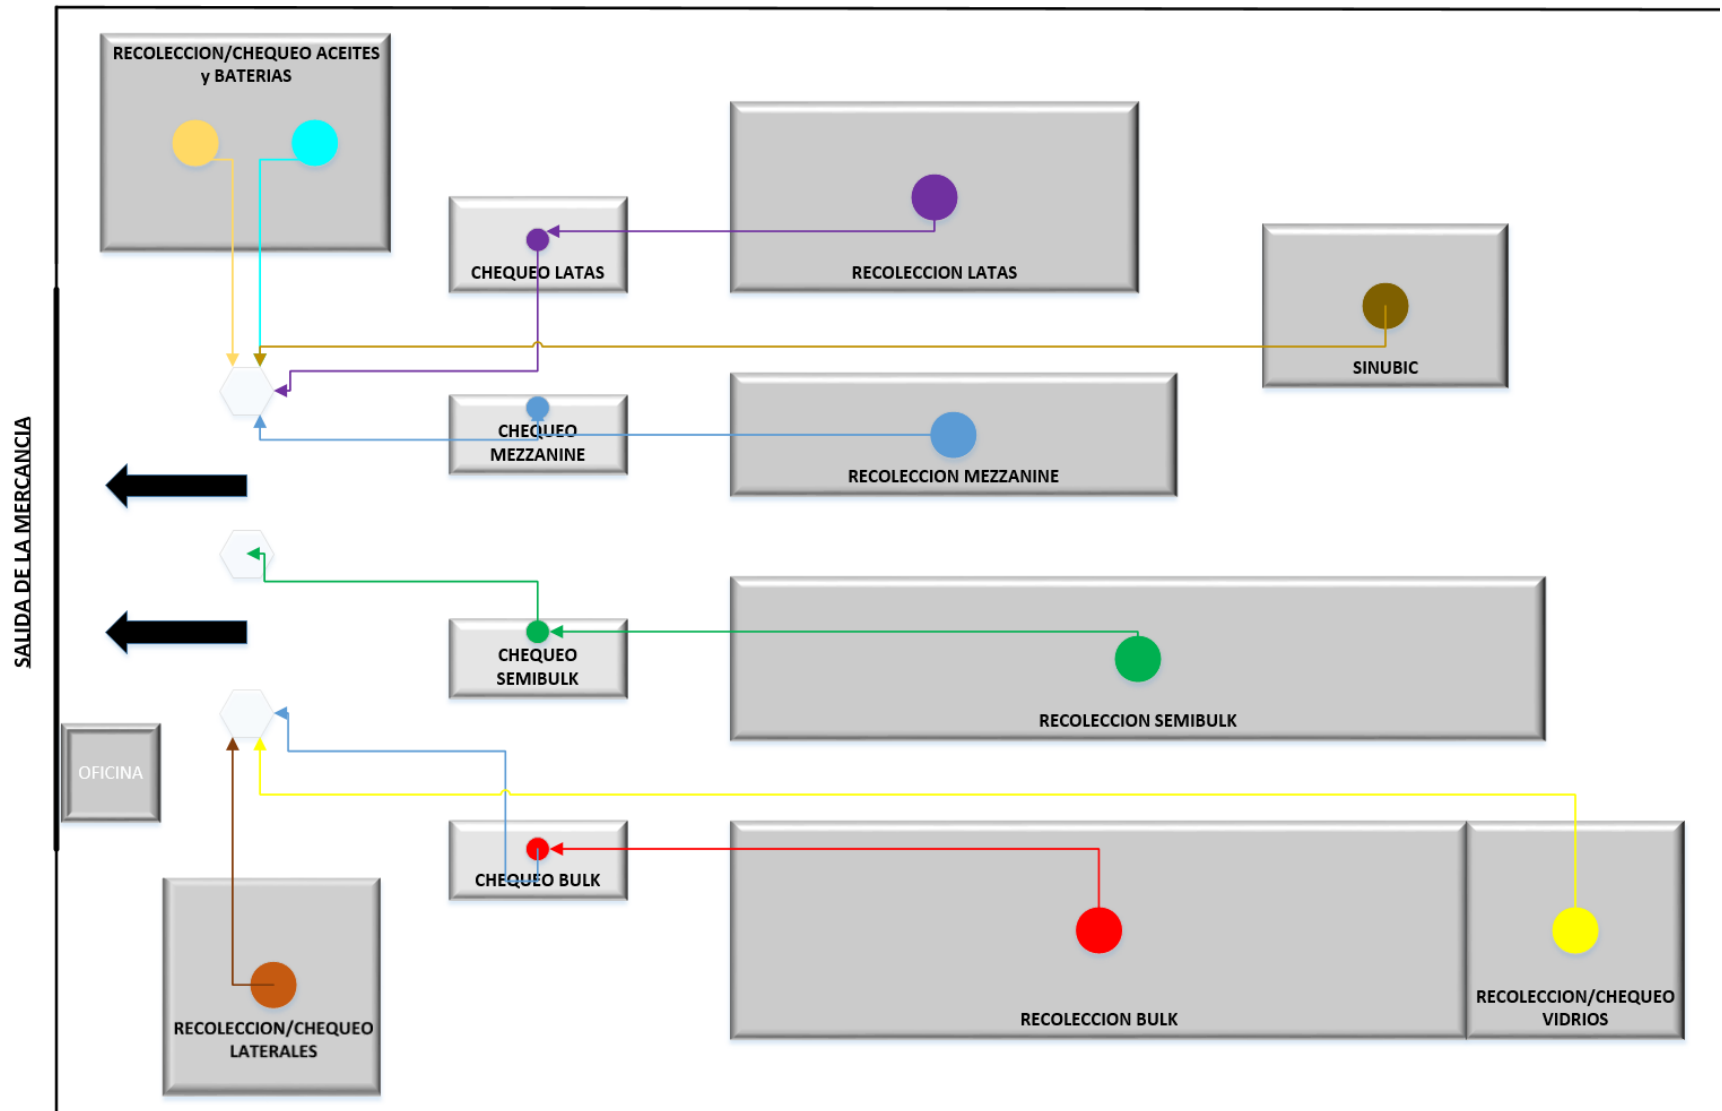 RECOLECCION/CHEQUEO ACEITES
y BATERIAS
CHEQUEO LATAS
RECOLECCION LATAS
SINUBIC
CHEQUEO
MEZZANINE
RECOLECCION MEZZANINE
SALIDA DE LA MERCANCIA
CHEQUEO
SEMIBULK
RECOLECCION SEMIBULK
OFICINA
CHEQUEO BULK
RECOLECCION BULK
RECOLECCION/CHEQUEO
VIDRIOS
RECOLECCION/CHEQUEO
LATERALES